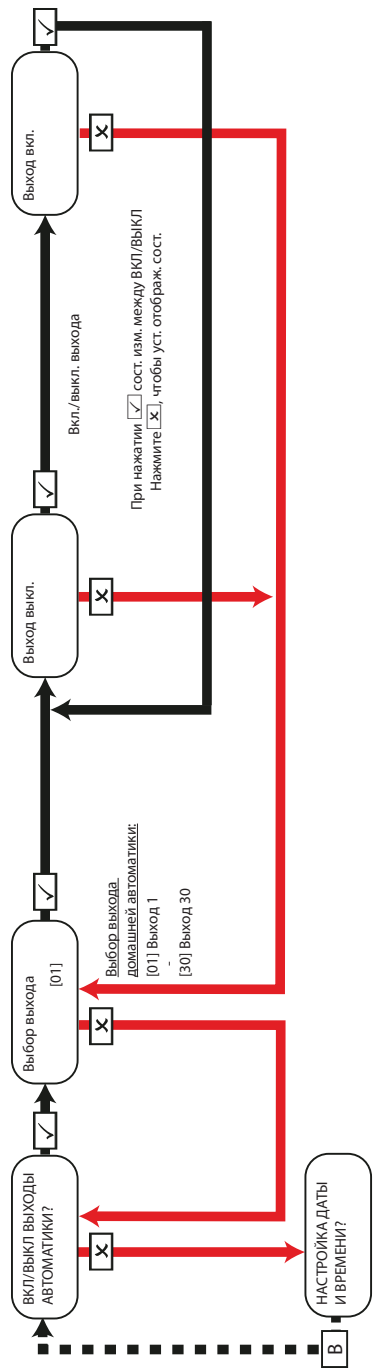 ВКЛ/ВЫКЛ ВЫХОДЫ
АВТОМАТИКИ?
Выбор выхода
[01]
Выбор выхода
домашней автоматики:
[01] Выход 1
-
[30] Выход 30
Выход выкл.
Вкл./выкл. выхода
При нажатии ✓ сост. изм. между ВКЛ/ВЫКЛ
Нажмите x, чтобы уст. отображ. сост.
Выход вкл.
НАСТРОЙКА ДАТЫ
И ВРЕМЕНИ?
B